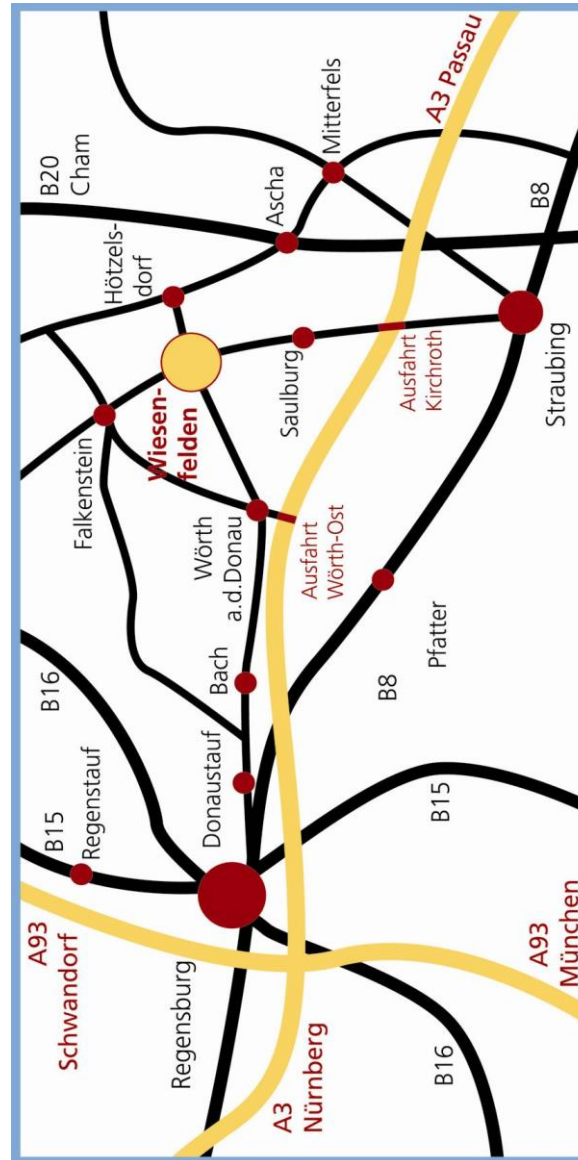 A93
Schwandorf
B15
Regenstauf
B16
Falkenstein
Wiesen-
felden
Hötzels-
dorf
B20
Cham
Ascha
Mitterfels
A3 Passau
Regensburg
Donaustauf
Bach
Wörth
a.d.Donau
Saulburg
Ausfahrt
Wörth-Ost
Ausfahrt
Kirchroth
B8
A3
Nürnberg
B8
Pfatter
Straubing
B16
A93
München
B15